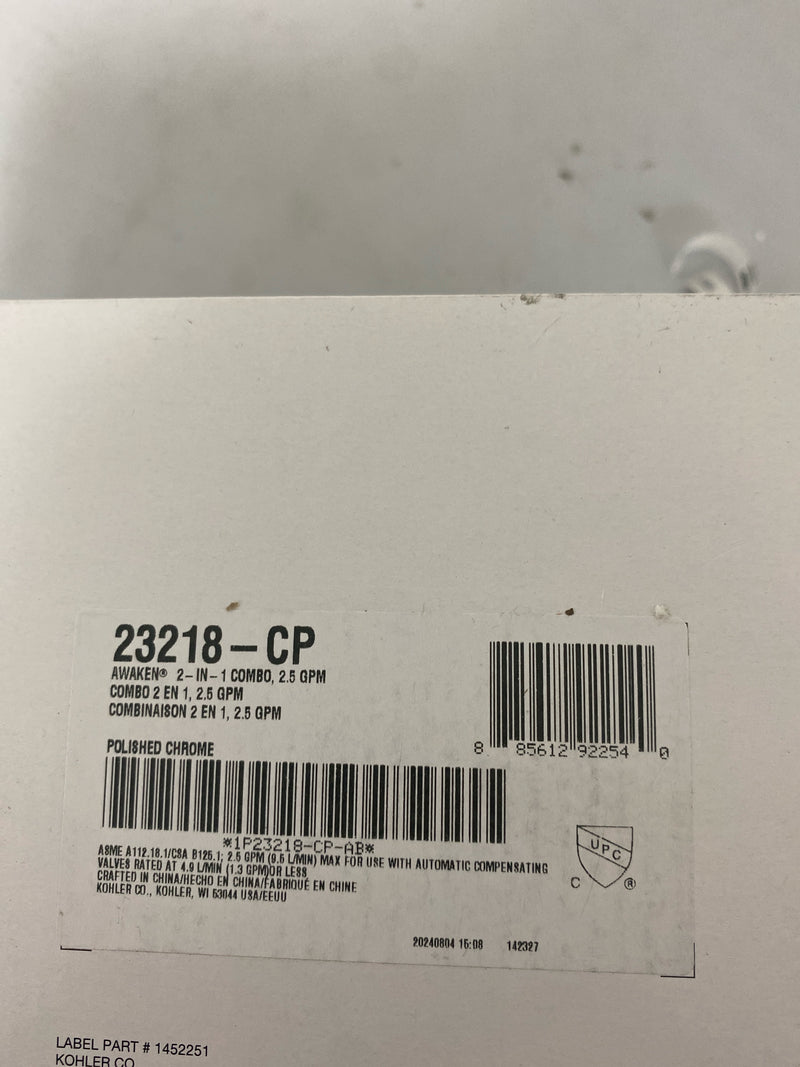 23218-CP
AWAKEN® 2-IN-1 COMBO, 2.5 GPM
COMBO 2 EN 1, 2.5 GPM
COMBINAISON 2 EN 1, 2.5 GPM
POLISHED CHROME
8 85612 92254 0
*1P23218-CP-AB*
ASME A112.18.1/CSA B125.1; 2.5 GPM (9.5 L/MIN) MAX FOR USE WITH AUTOMATIC COMPENSATING
VALVES RATED AT 4.9 L/MIN (1.3 GPM)OR LESS
CRAFTED IN CHINA/HECHO EN CHINA/FABRIQUÉ EN CHINE
KOHLER CO., KOHLER, WI 53044 USA/EEUU
UPC
C ®
20240804 15:08 142327
LABEL PART # 1452251
KOHLER CO